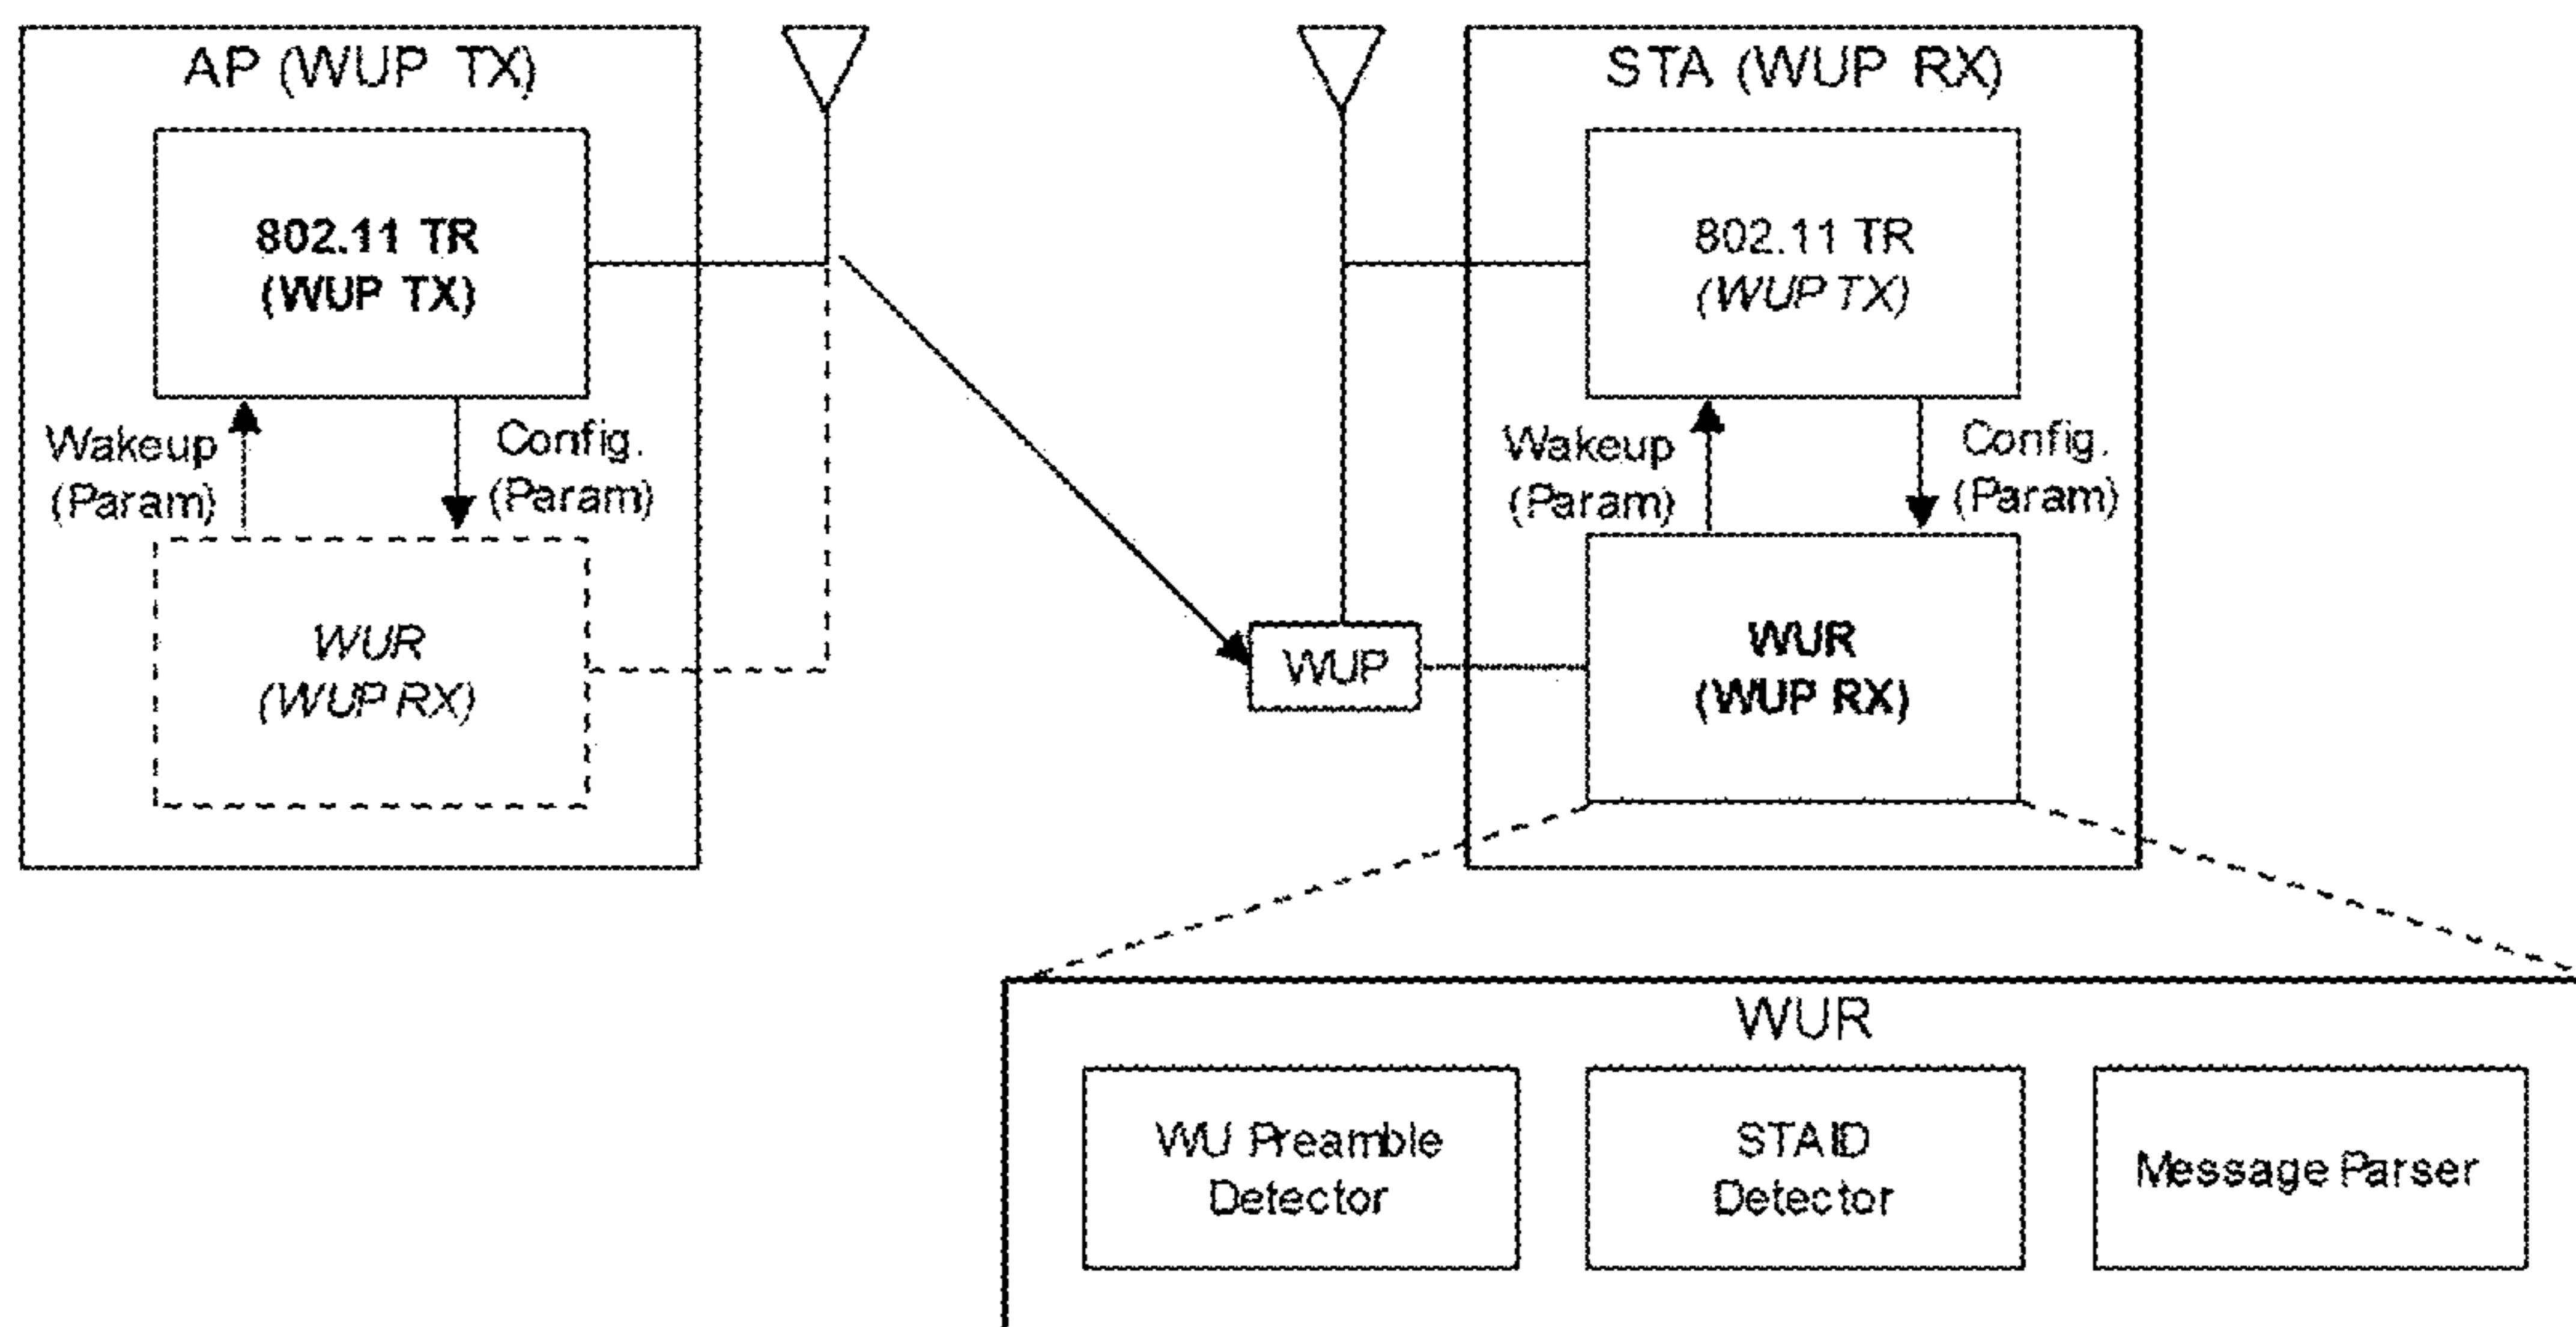 AP (WUP TX)
802.11 TR
(WUP TX)
Wakeup
(Param)
Config.
(Param)
WUR
(WUP RX)
WUP
STA (WUP RX)
802.11 TR
(WUP TX)
Wakeup
(Param)
Config.
(Param)
WUR
(WUP RX)
WUR
WU Preamble
Detector
STAID
Detector
Message Parser